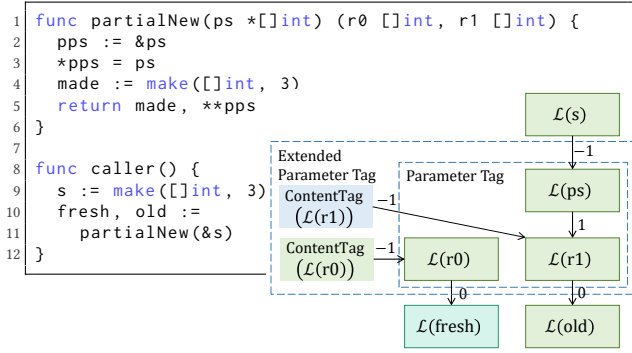 1 func partialNew(ps *[]int) (r0 []int, r1 []int) {
2 pps := &ps
3 *pps = ps
4 made := make([]int, 3)
5 return made, **pps
6 }
7
8 func caller() {
9 s := make([]int, 3)
10 fresh, old :=
11 partialNew(&s)
12 }
ℒ(s)
−1
Extended
Parameter Tag
Parameter Tag
ℒ(ps)
ContentTag
(ℒ(r1))
−1
1
ContentTag
(ℒ(r0))
−1
ℒ(r0)
ℒ(r1)
0
0
ℒ(fresh)
ℒ(old)